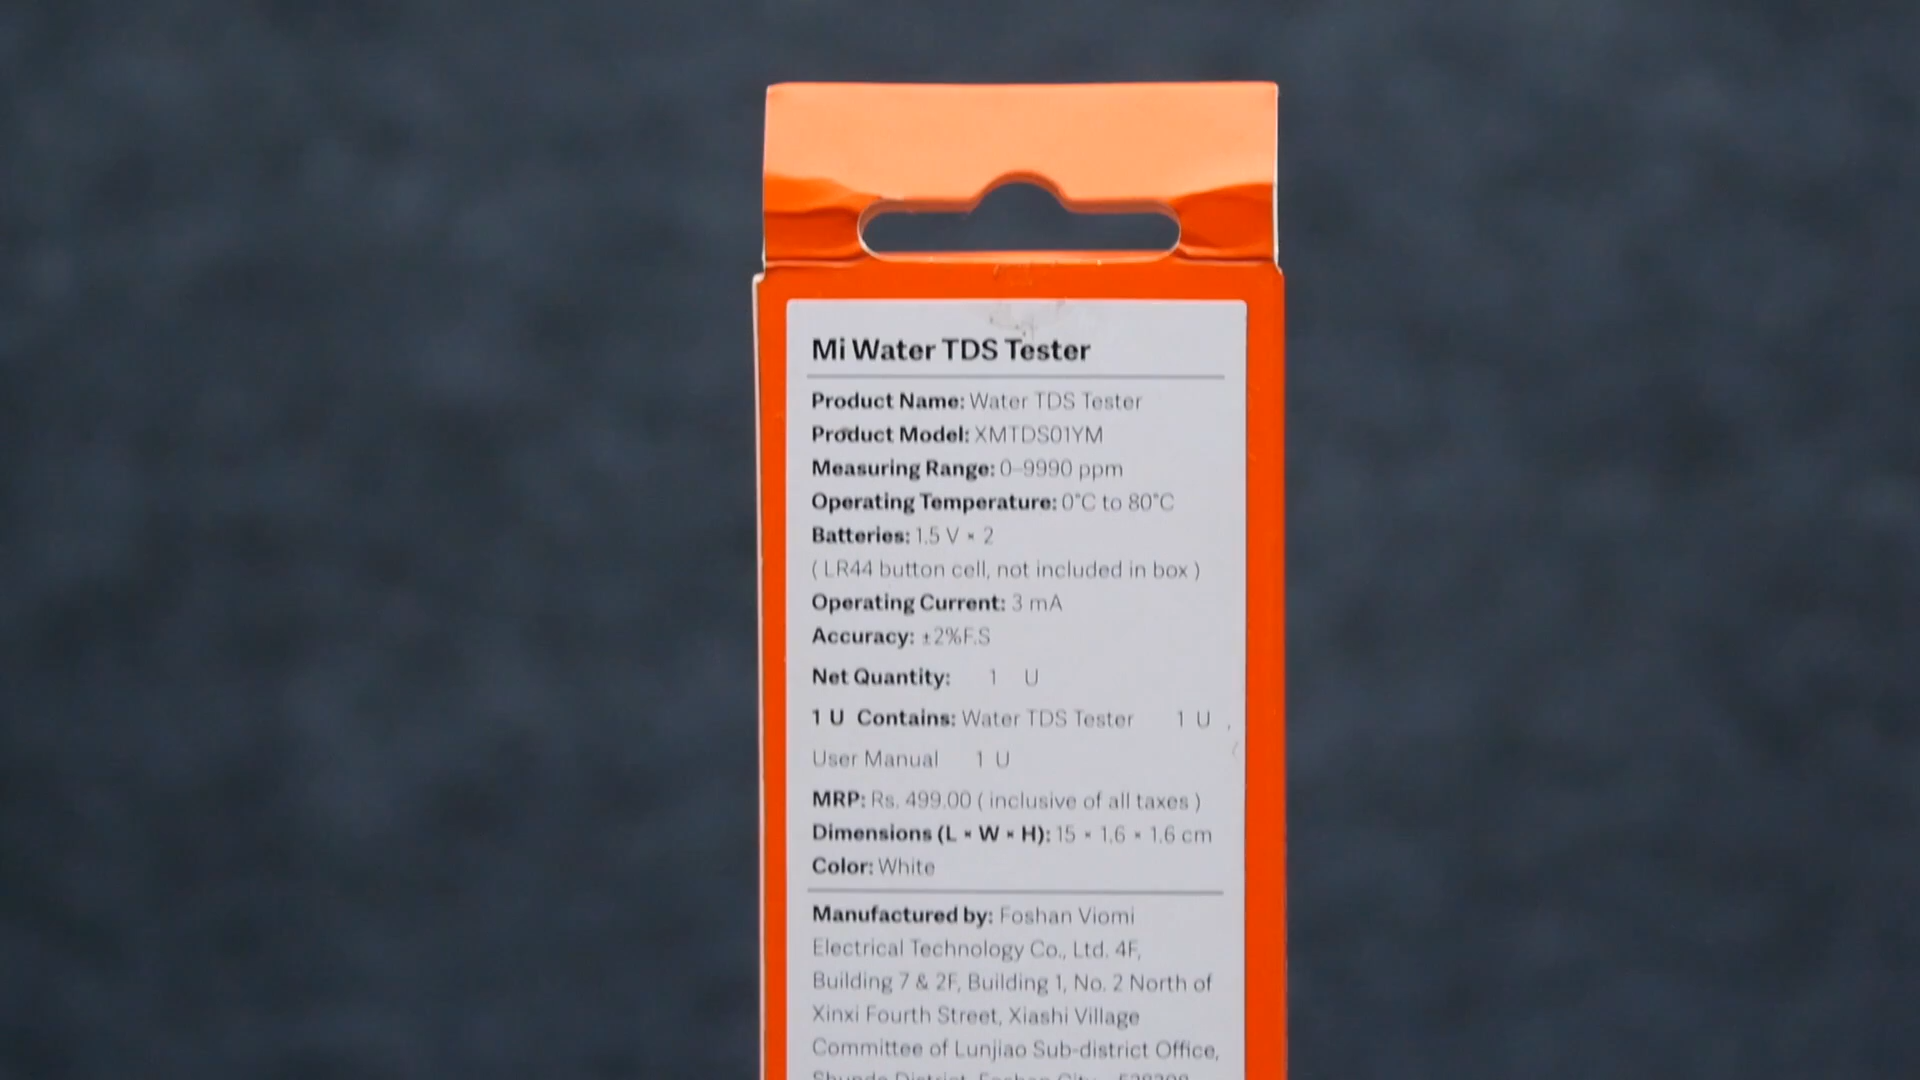 Mi Water TDS Tester
Product Name: Water TDS Tester
Product Model: XMTDS01YM
Measuring Range: 0-9990 ppm
Operating Temperature: 0°C to 80°C
Batteries: 1.5 V × 2
( LR44 button cell, not included in box )
Operating Current: 3 mA
Accuracy: ±2%F.S
Net Quantity: 1 U
1 U Contains: Water TDS Tester 1 U ,
User Manual 1 U
MRP: Rs. 499.00 ( inclusive of all taxes )
Dimensions (L × W × H): 15 × 1.6 × 1.6 cm
Color: White
Manufactured by: Foshan Viomi
Electrical Technology Co., Ltd. 4F,
Building 7 & 2F, Building 1, No. 2 North of
Xinxi Fourth Street, Xiashi Village
Committee of Lunjiao Sub-district Office,